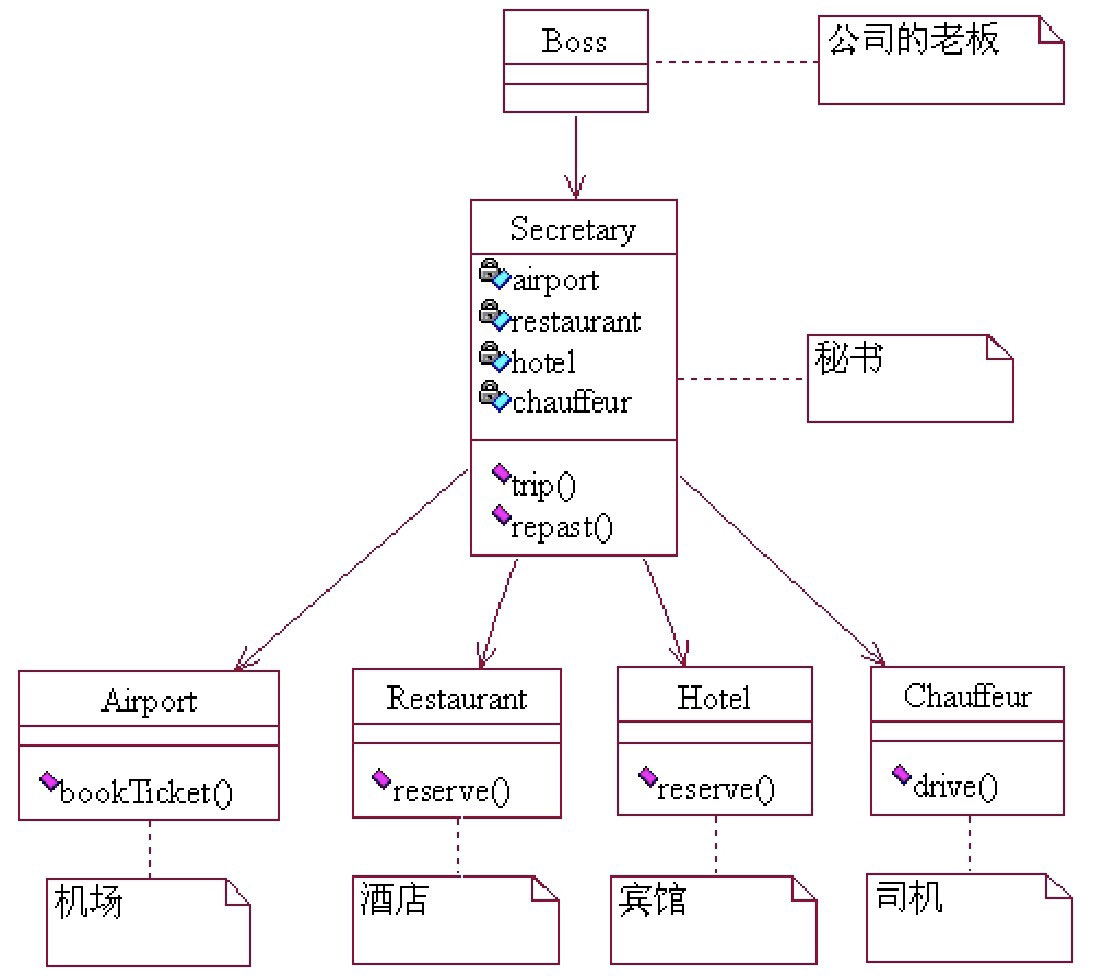 Boss
公司的老板
Secretary
airport
restaurant
hotel
chauffeur
秘书
trip()
repast()
Airport
Restaurant
Hotel
Chauffeur
bookTicket()
reserve()
reserve()
drive()
机场
酒店
宾馆
司机